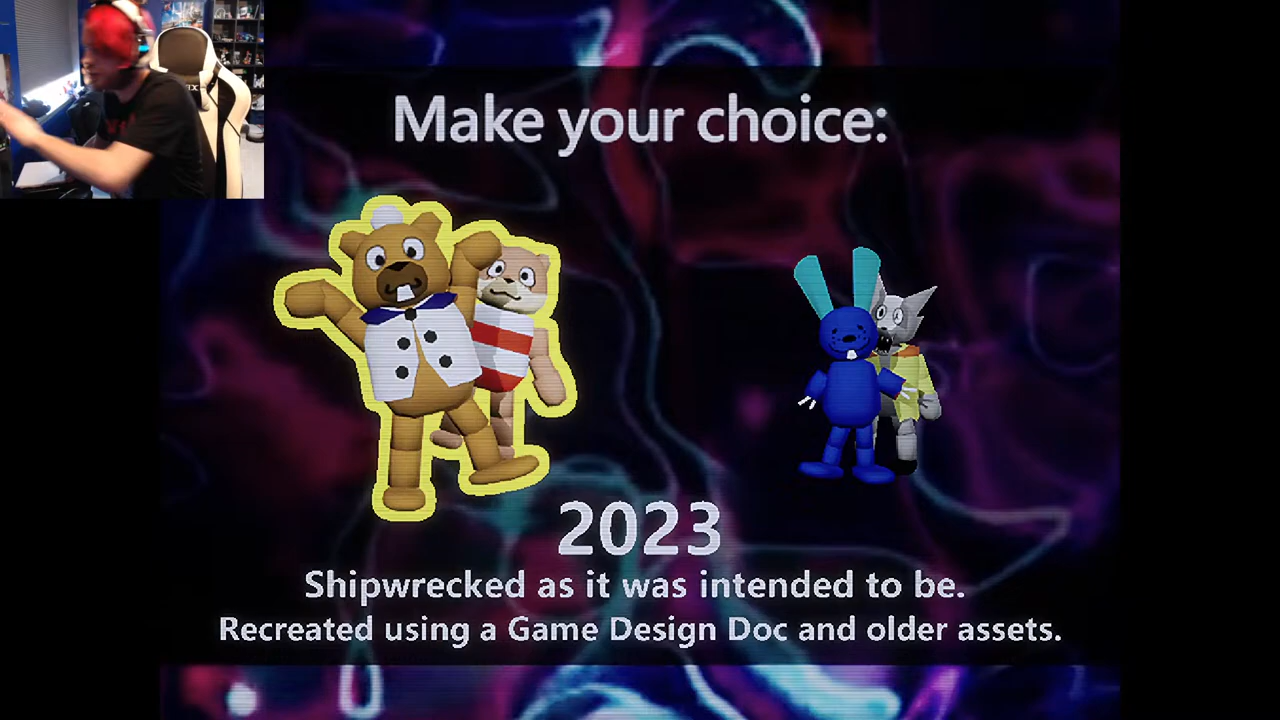 Make your choice:
2023
Shipwrecked as it was intended to be.
Recreated using a Game Design Doc and older assets.